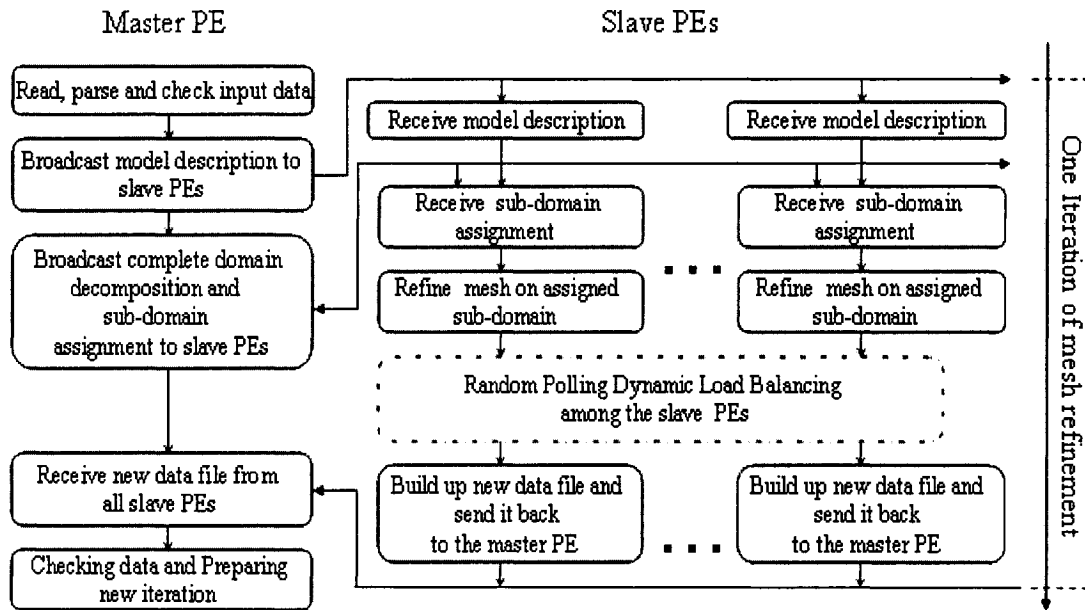 Master PE
Slave PEs
Read, parse and check input data
Broadcast model description to
slave PEs
Broadcast complete domain
decomposition and
sub-domain
assignment to slave PEs
Receive new data file from
all slave PEs
Checking data and Preparing
new iteration
Receive model description
Receive model description
Receive sub-domain
assignment
Receive sub-domain
assignment
Refine mesh on assigned
sub-domain
Refine mesh on assigned
sub-domain
Random Polling Dynamic Load Balancing
among the slave PEs
Build up new data file and
send it back
to the master PE
Build up new data file and
send it back
to the master PE
One Iteration of mesh refinement